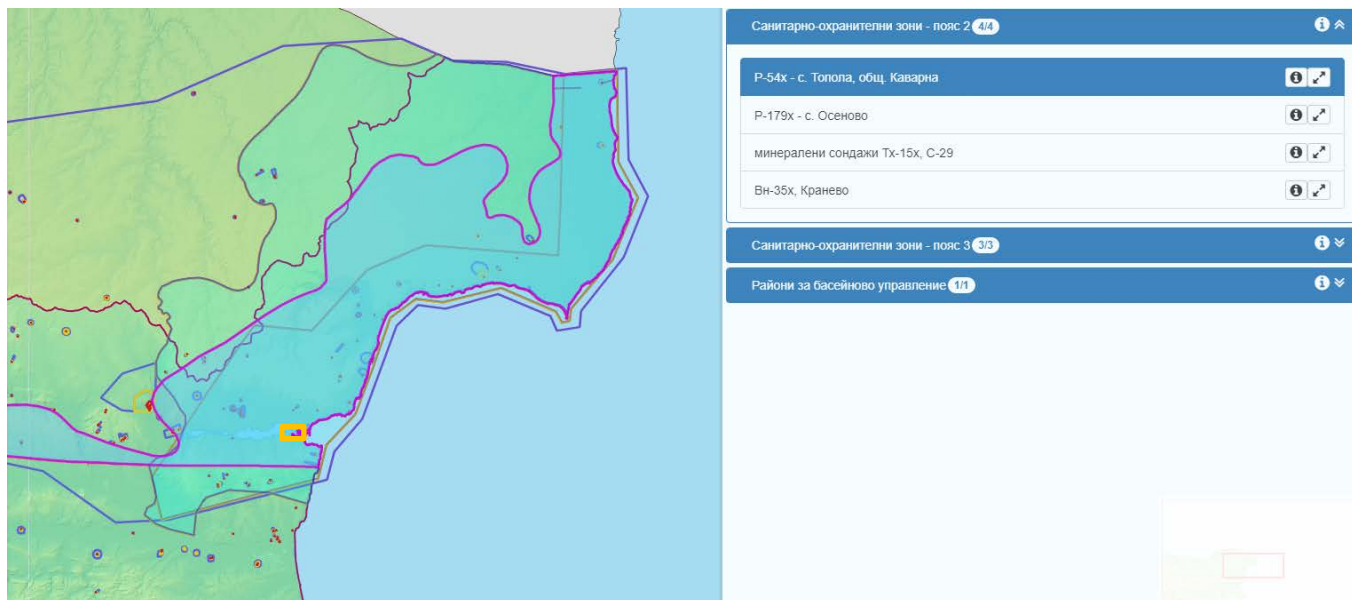 Санитарно-охранителни зони - пояс 2 4/4
Р-54х - с. Топола, общ. Каварна
Р-179х - с. Осеново
минерални сондажи Тх-15х, С-29
Вн-35х, Кранево
Санитарно-охранителни зони - пояс 3 3/3
Райони за басейново управление 1/1